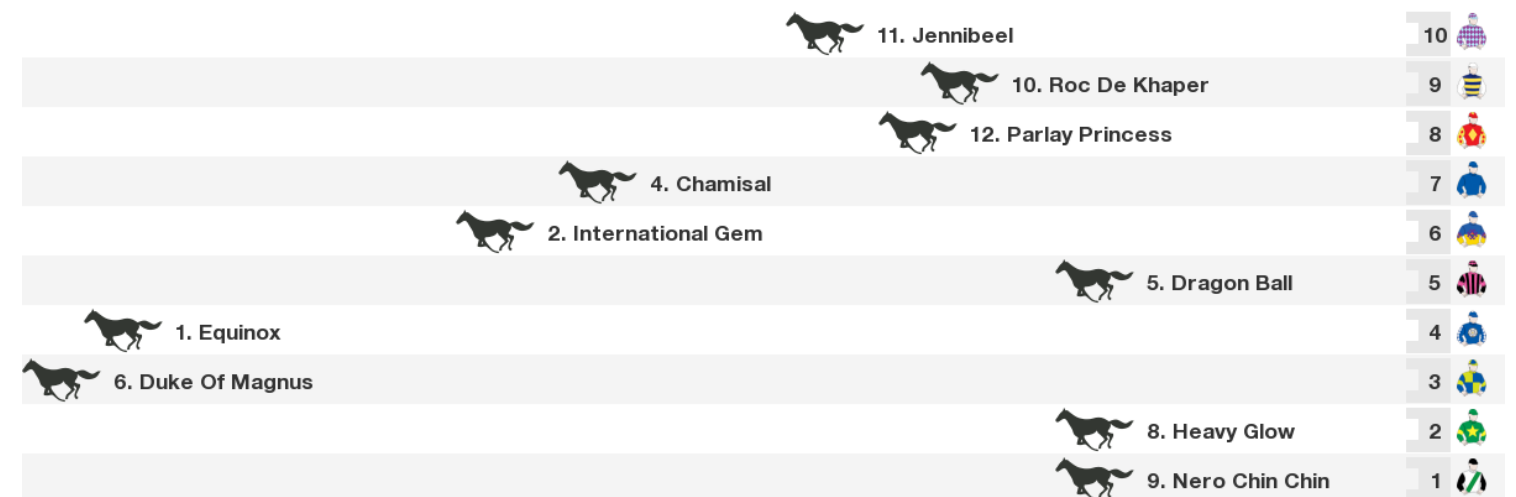 11. Jennibeel 10
10. Roc De Khaper 9
12. Parlay Princess 8
4. Chamisal 7
2. International Gem 6
5. Dragon Ball 5
1. Equinox 4
6. Duke Of Magnus 3
8. Heavy Glow 2
9. Nero Chin Chin 1